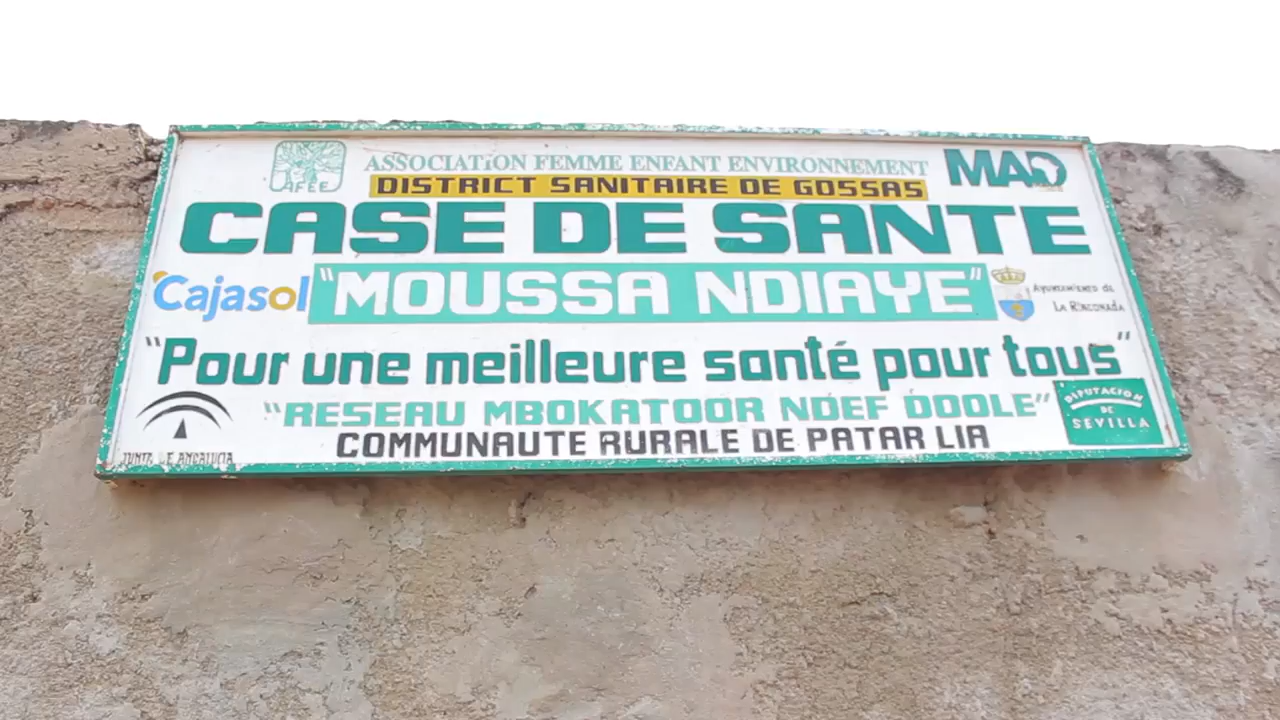 AFEE
ASSOCIATION FEMME ENFANT ENVIRONNEMENT
MAD
DISTRICT SANITAIRE DE GOSSAS
CASE DE SANTE
Cajasol
"MOUSSA NDIAYE"
AYUNTAMIENTO DE
LA RINCONADA
"Pour une meilleure santé pour tous"
"RESEAU MBOKATOOR NDEF DOOLE"
COMMUNAUTE RURALE DE PATAR LIA
JUNTA DE ANDALUCIA
DIPUTACION
DE
SEVILLA